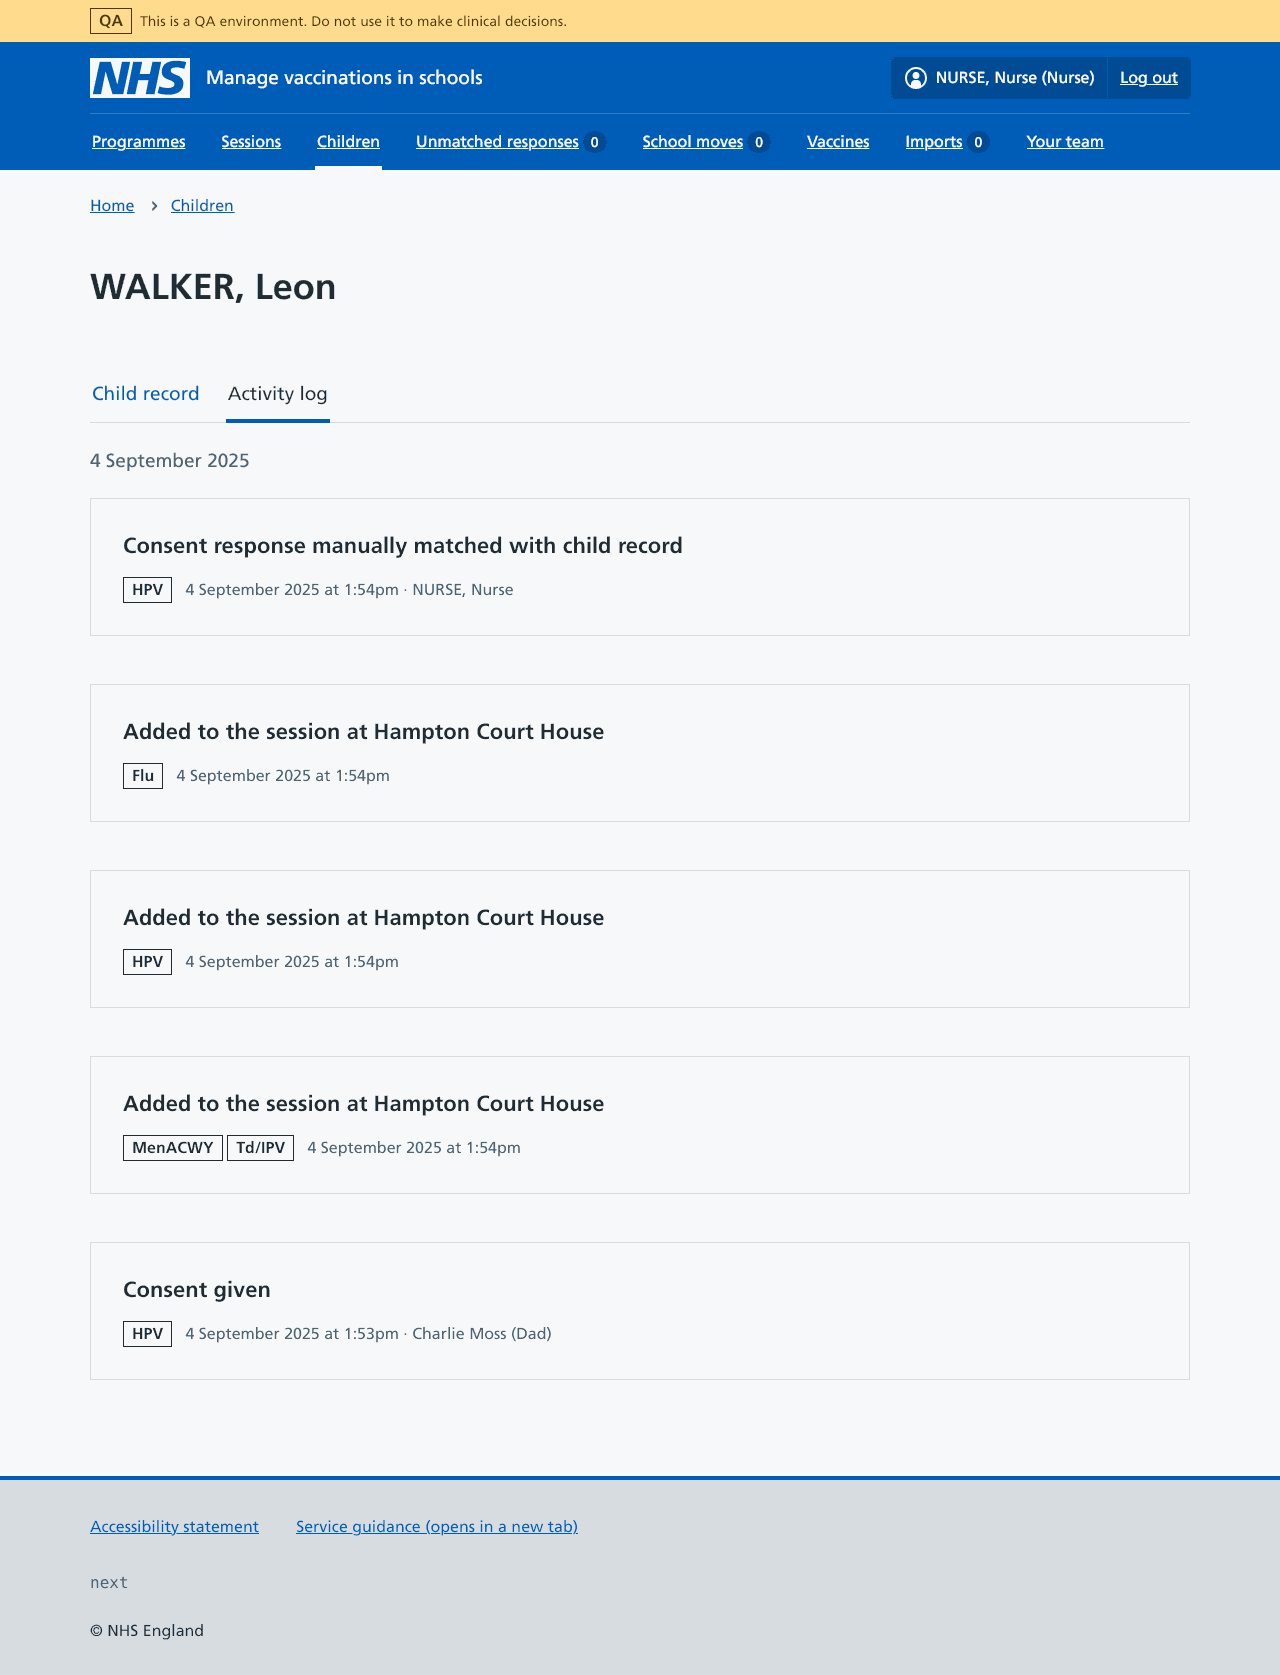 QA This is a QA environment. Do not use it to make clinical decisions.
NHS Manage vaccinations in schools NURSE, Nurse (Nurse) Log out
Programmes Sessions Children Unmatched responses 0 School moves 0 Vaccines Imports 0 Your team
Home › Children
WALKER, Leon
Child record Activity log
4 September 2025
Consent response manually matched with child record
HPV 4 September 2025 at 1:54pm · NURSE, Nurse
Added to the session at Hampton Court House
Flu 4 September 2025 at 1:54pm
Added to the session at Hampton Court House
HPV 4 September 2025 at 1:54pm
Added to the session at Hampton Court House
MenACWY Td/IPV 4 September 2025 at 1:54pm
Consent given
HPV 4 September 2025 at 1:53pm · Charlie Moss (Dad)
Accessibility statement Service guidance (opens in a new tab)
next
© NHS England